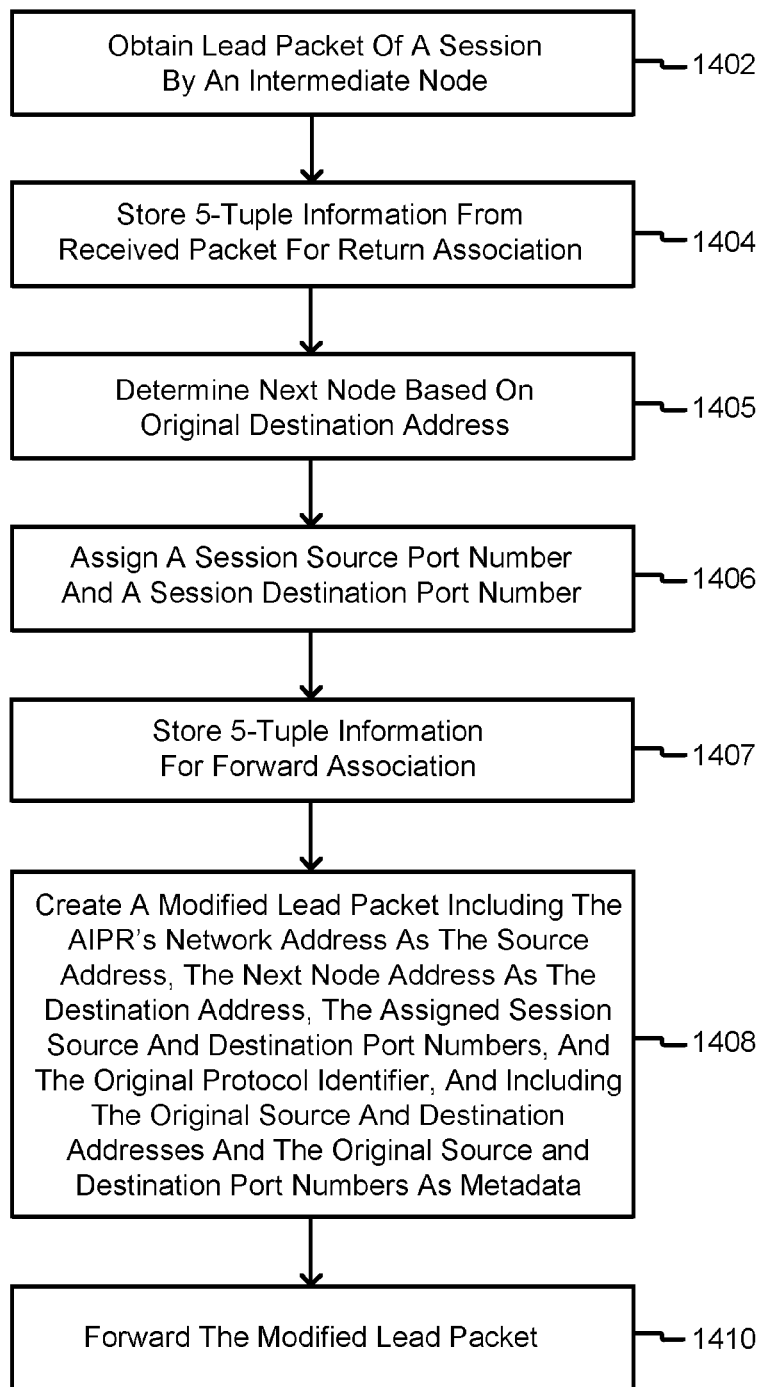 Obtain Lead Packet Of A Session
By An Intermediate Node
1402
Store 5-Tuple Information From
Received Packet For Return Association
1404
Determine Next Node Based On
Original Destination Address
1405
Assign A Session Source Port Number
And A Session Destination Port Number
1406
Store 5-Tuple Information
For Forward Association
1407
Create A Modified Lead Packet Including The
AIPR's Network Address As The Source
Address, The Next Node Address As The
Destination Address, The Assigned Session
Source And Destination Port Numbers, And
The Original Protocol Identifier, And Including
The Original Source And Destination
Addresses And The Original Source and
Destination Port Numbers As Metadata
1408
Forward The Modified Lead Packet
1410